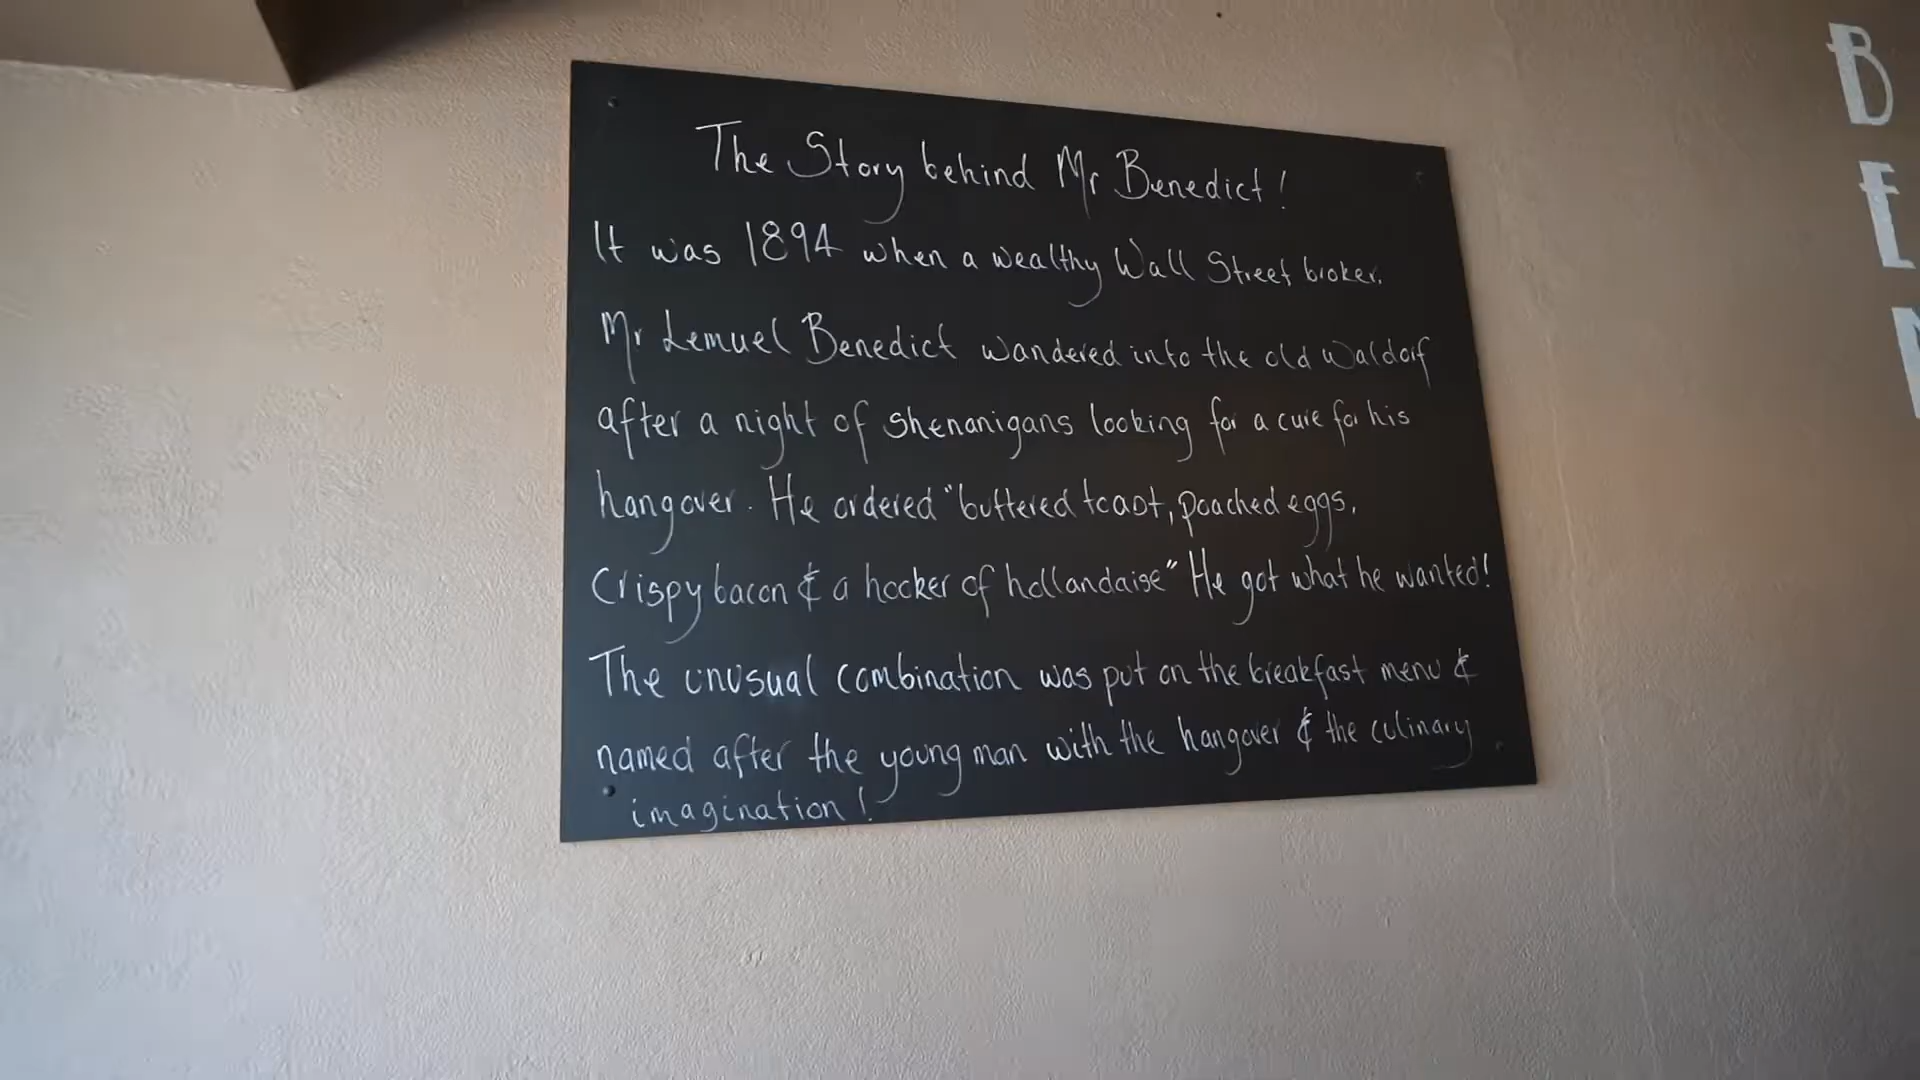 The Story behind Mr Benedict!
It was 1894 when a wealthy Wall Street broker,
Mr Lemuel Benedict wandered into the old Waldorf
after a night of shenanigans looking for a cure for his
hangover. He ordered "buttered toast, poached eggs,
Crispy bacon & a hooker of hollandaise" He got what he wanted!
The unusual combination was put on the breakfast menu &
named after the young man with the hangover & the culinary
imagination!
B
E
N